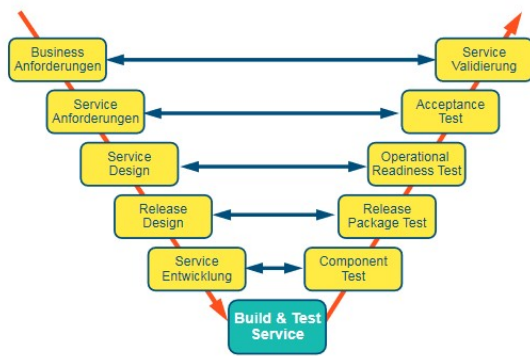 Business
Anforderungen
Service
Validierung
Service
Anforderungen
Acceptance
Test
Service
Design
Operational
Readiness Test
Release
Design
Release
Package Test
Service
Entwicklung
Component
Test
Build & Test
Service